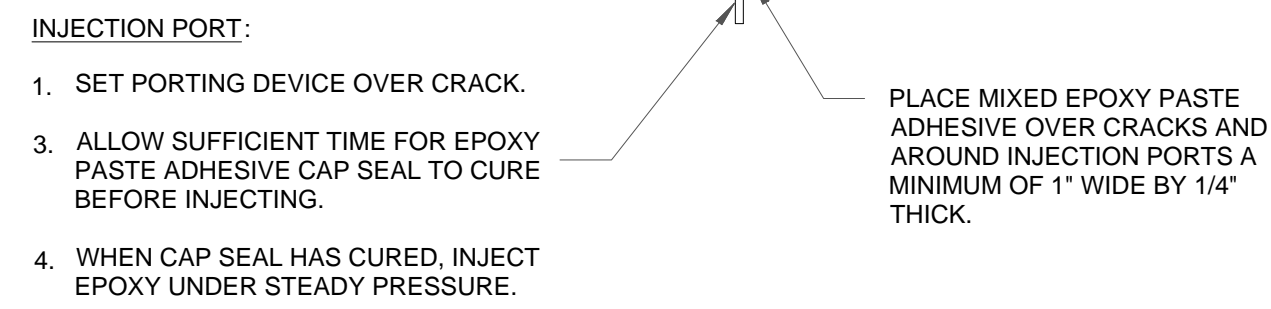 INJECTION PORT:
1. SET PORTING DEVICE OVER CRACK.
3. ALLOW SUFFICIENT TIME FOR EPOXY
PASTE ADHESIVE CAP SEAL TO CURE
BEFORE INJECTING.
4. WHEN CAP SEAL HAS CURED, INJECT
EPOXY UNDER STEADY PRESSURE.
PLACE MIXED EPOXY PASTE
ADHESIVE OVER CRACKS AND
AROUND INJECTION PORTS A
MINIMUM OF 1" WIDE BY 1/4"
THICK.